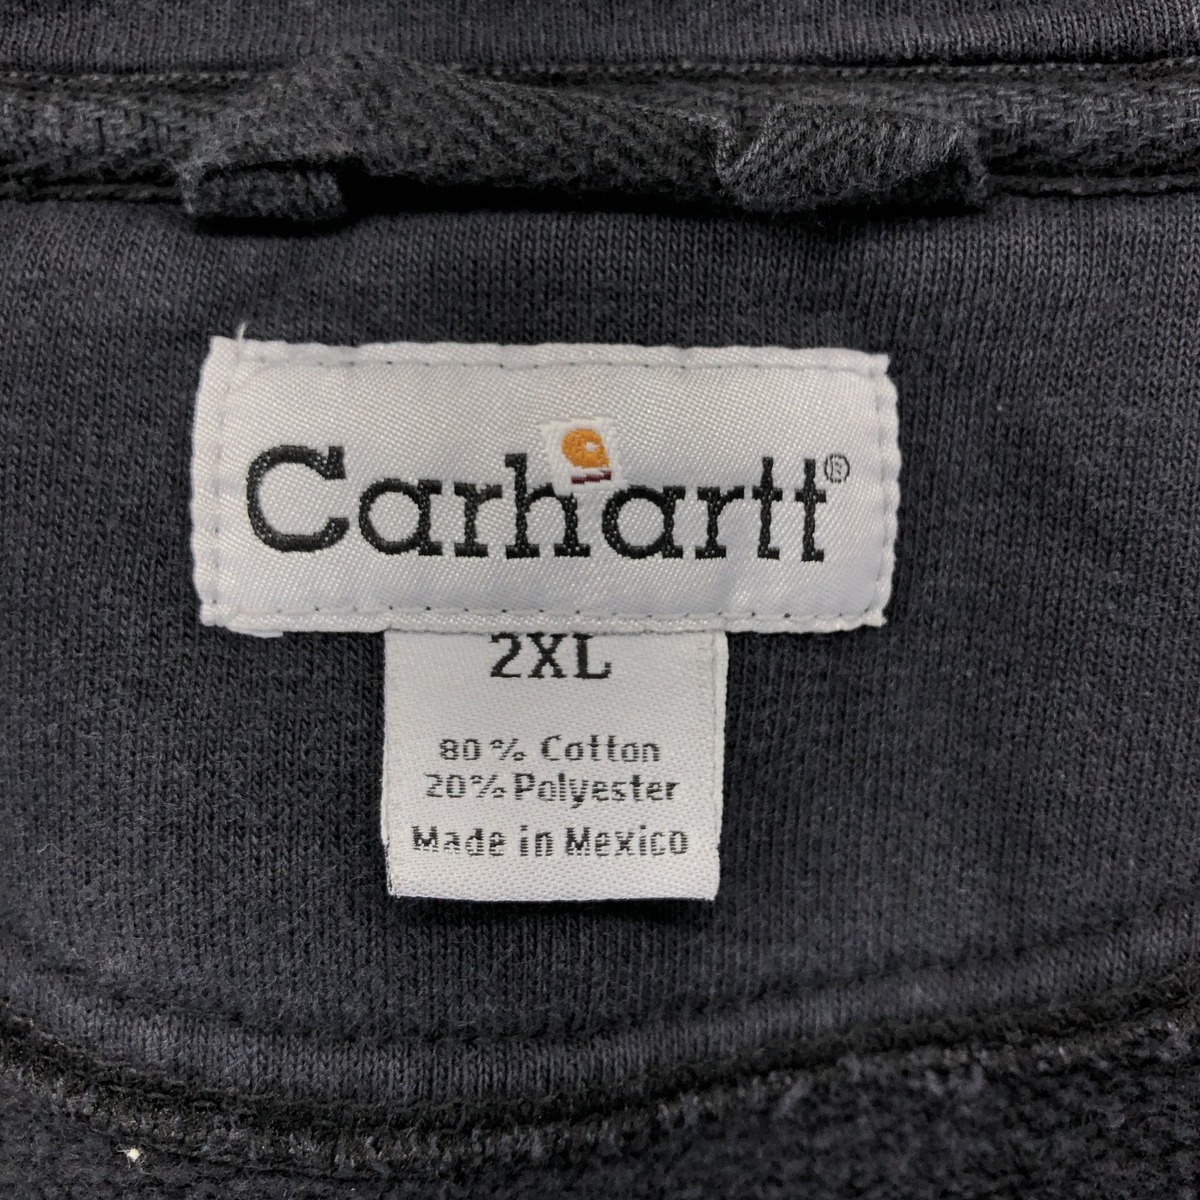 Carhartt®
2XL
80% Cotton
20% Polyester
Made in Mexico